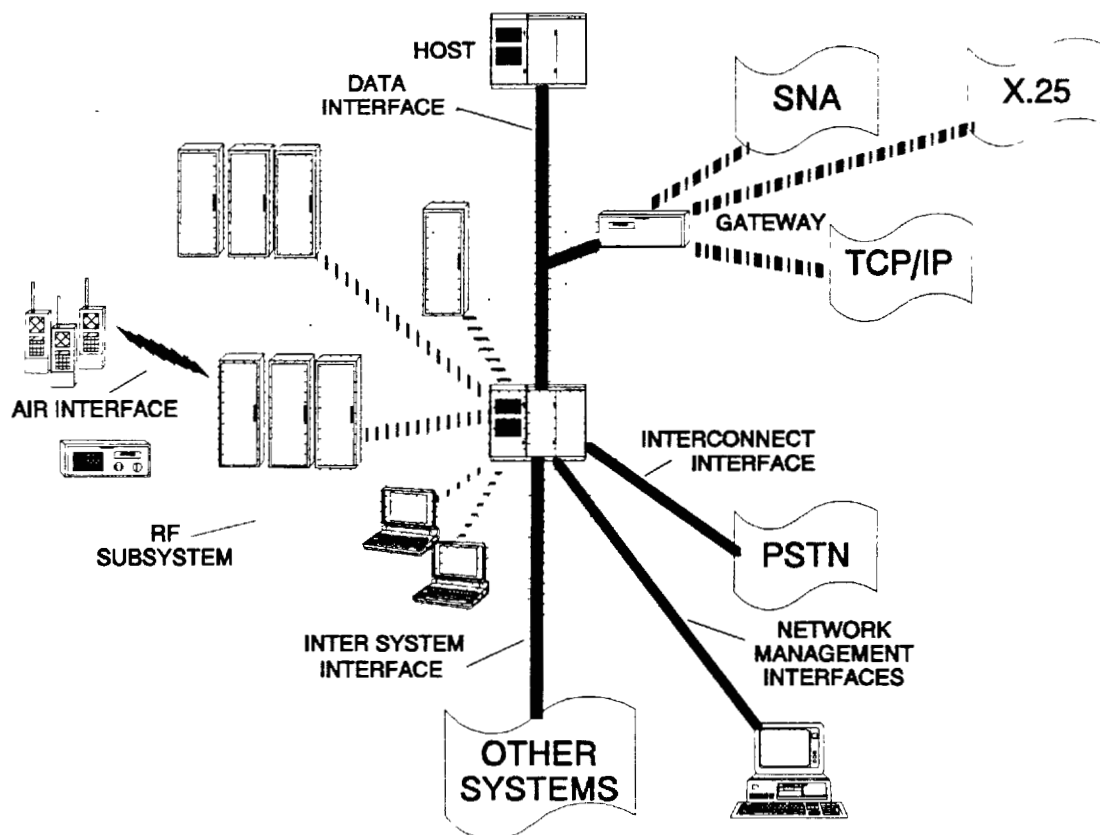 HOST
DATA
INTERFACE
SNA
X.25
GATEWAY
TCP/IP
AIR INTERFACE
INTERCONNECT
INTERFACE
RF
SUBSYSTEM
PSTN
INTER SYSTEM
INTERFACE
NETWORK
MANAGEMENT
INTERFACES
OTHER
SYSTEMS